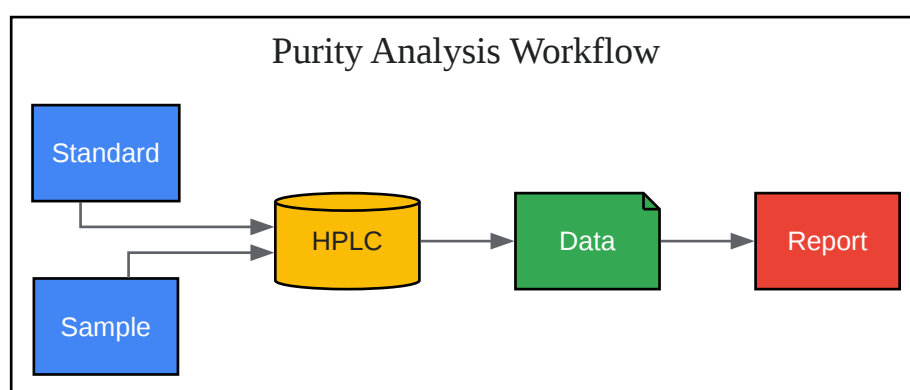 Purity Analysis Workflow
Standard
HPLC
Data
Report
Sample